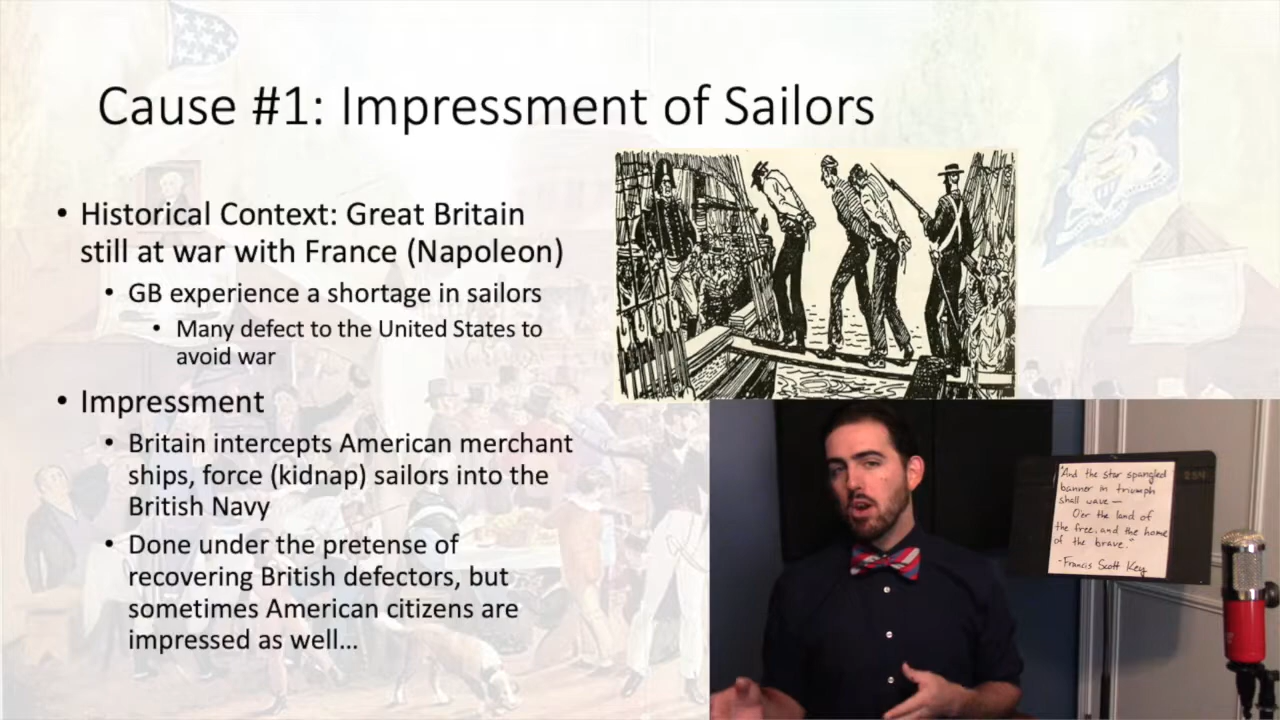 Cause #1: Impressment of Sailors
• Historical Context: Great Britain
still at war with France (Napoleon)
• GB experience a shortage in sailors
• Many defect to the United States to
avoid war
• Impressment
• Britain intercepts American merchant
ships, force (kidnap) sailors into the
British Navy
• Done under the pretense of
recovering British defectors, but
sometimes American citizens are
impressed as well…
"And the star spangled
banner in triumph
shall wave —
O'er the land of
the free, and the home
of the brave."
-Francis Scott Key